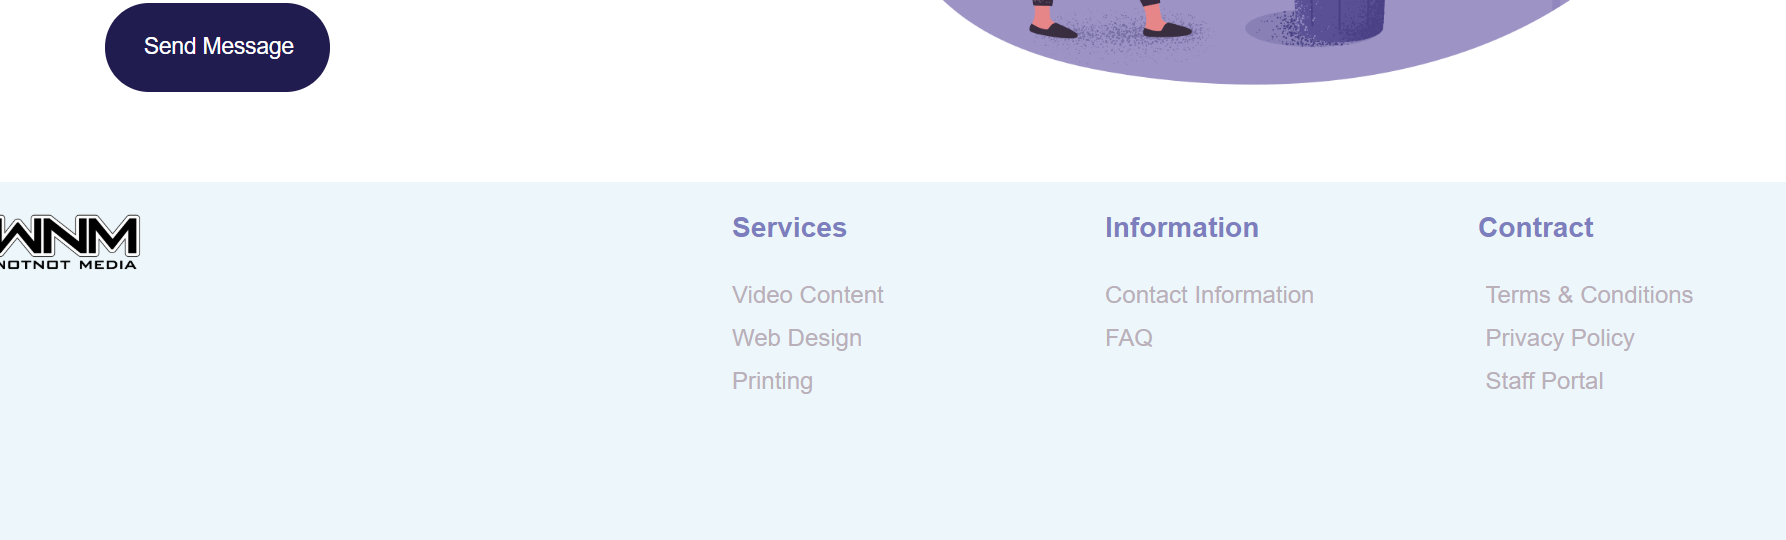 Send Message
WNM
NOTNOT MEDIA
Services
Video Content
Web Design
Printing
Information
Contact Information
FAQ
Contract
Terms & Conditions
Privacy Policy
Staff Portal